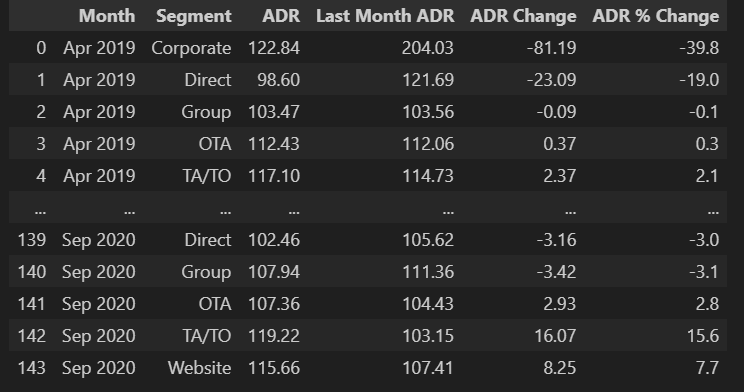 Month Segment ADR Last Month ADR ADR Change ADR % Change
0 Apr 2019 Corporate 122.84 204.03 -81.19 -39.8
1 Apr 2019 Direct 98.60 121.69 -23.09 -19.0
2 Apr 2019 Group 103.47 103.56 -0.09 -0.1
3 Apr 2019 OTA 112.43 112.06 0.37 0.3
4 Apr 2019 TA/TO 117.10 114.73 2.37 2.1
... ... ... ... ... ... ...
139 Sep 2020 Direct 102.46 105.62 -3.16 -3.0
140 Sep 2020 Group 107.94 111.36 -3.42 -3.1
141 Sep 2020 OTA 107.36 104.43 2.93 2.8
142 Sep 2020 TA/TO 119.22 103.15 16.07 15.6
143 Sep 2020 Website 115.66 107.41 8.25 7.7